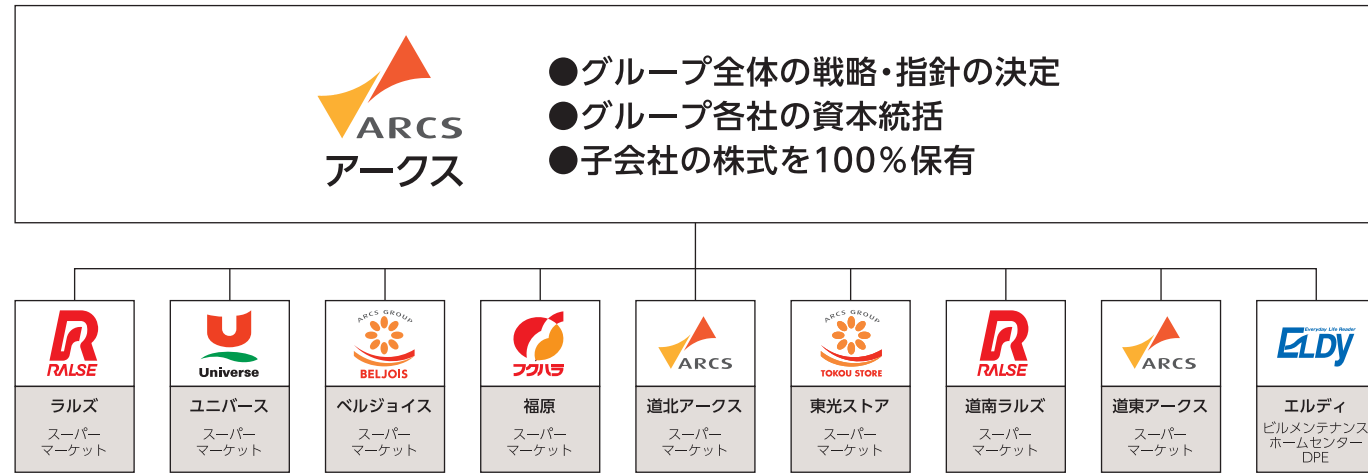 ARCS
アークス
●グループ全体の戦略・指針の決定
●グループ各社の資本統括
●子会社の株式を100%保有
RALSE
ラルズ
スーパー
マーケット
Universe
ユニバース
スーパー
マーケット
ARCS GROUP
BELJOIS
ベルジョイス
スーパー
マーケット
フクハラ
福原
スーパー
マーケット
ARCS
道北アークス
スーパー
マーケット
ARCS GROUP
TOKOU STORE
東光ストア
スーパー
マーケット
RALSE
道南ラルズ
スーパー
マーケット
ARCS
道東アークス
スーパー
マーケット
Everyday Life Reader
ELDY
エルディ
ビルメンテナンス
ホームセンター
DPE